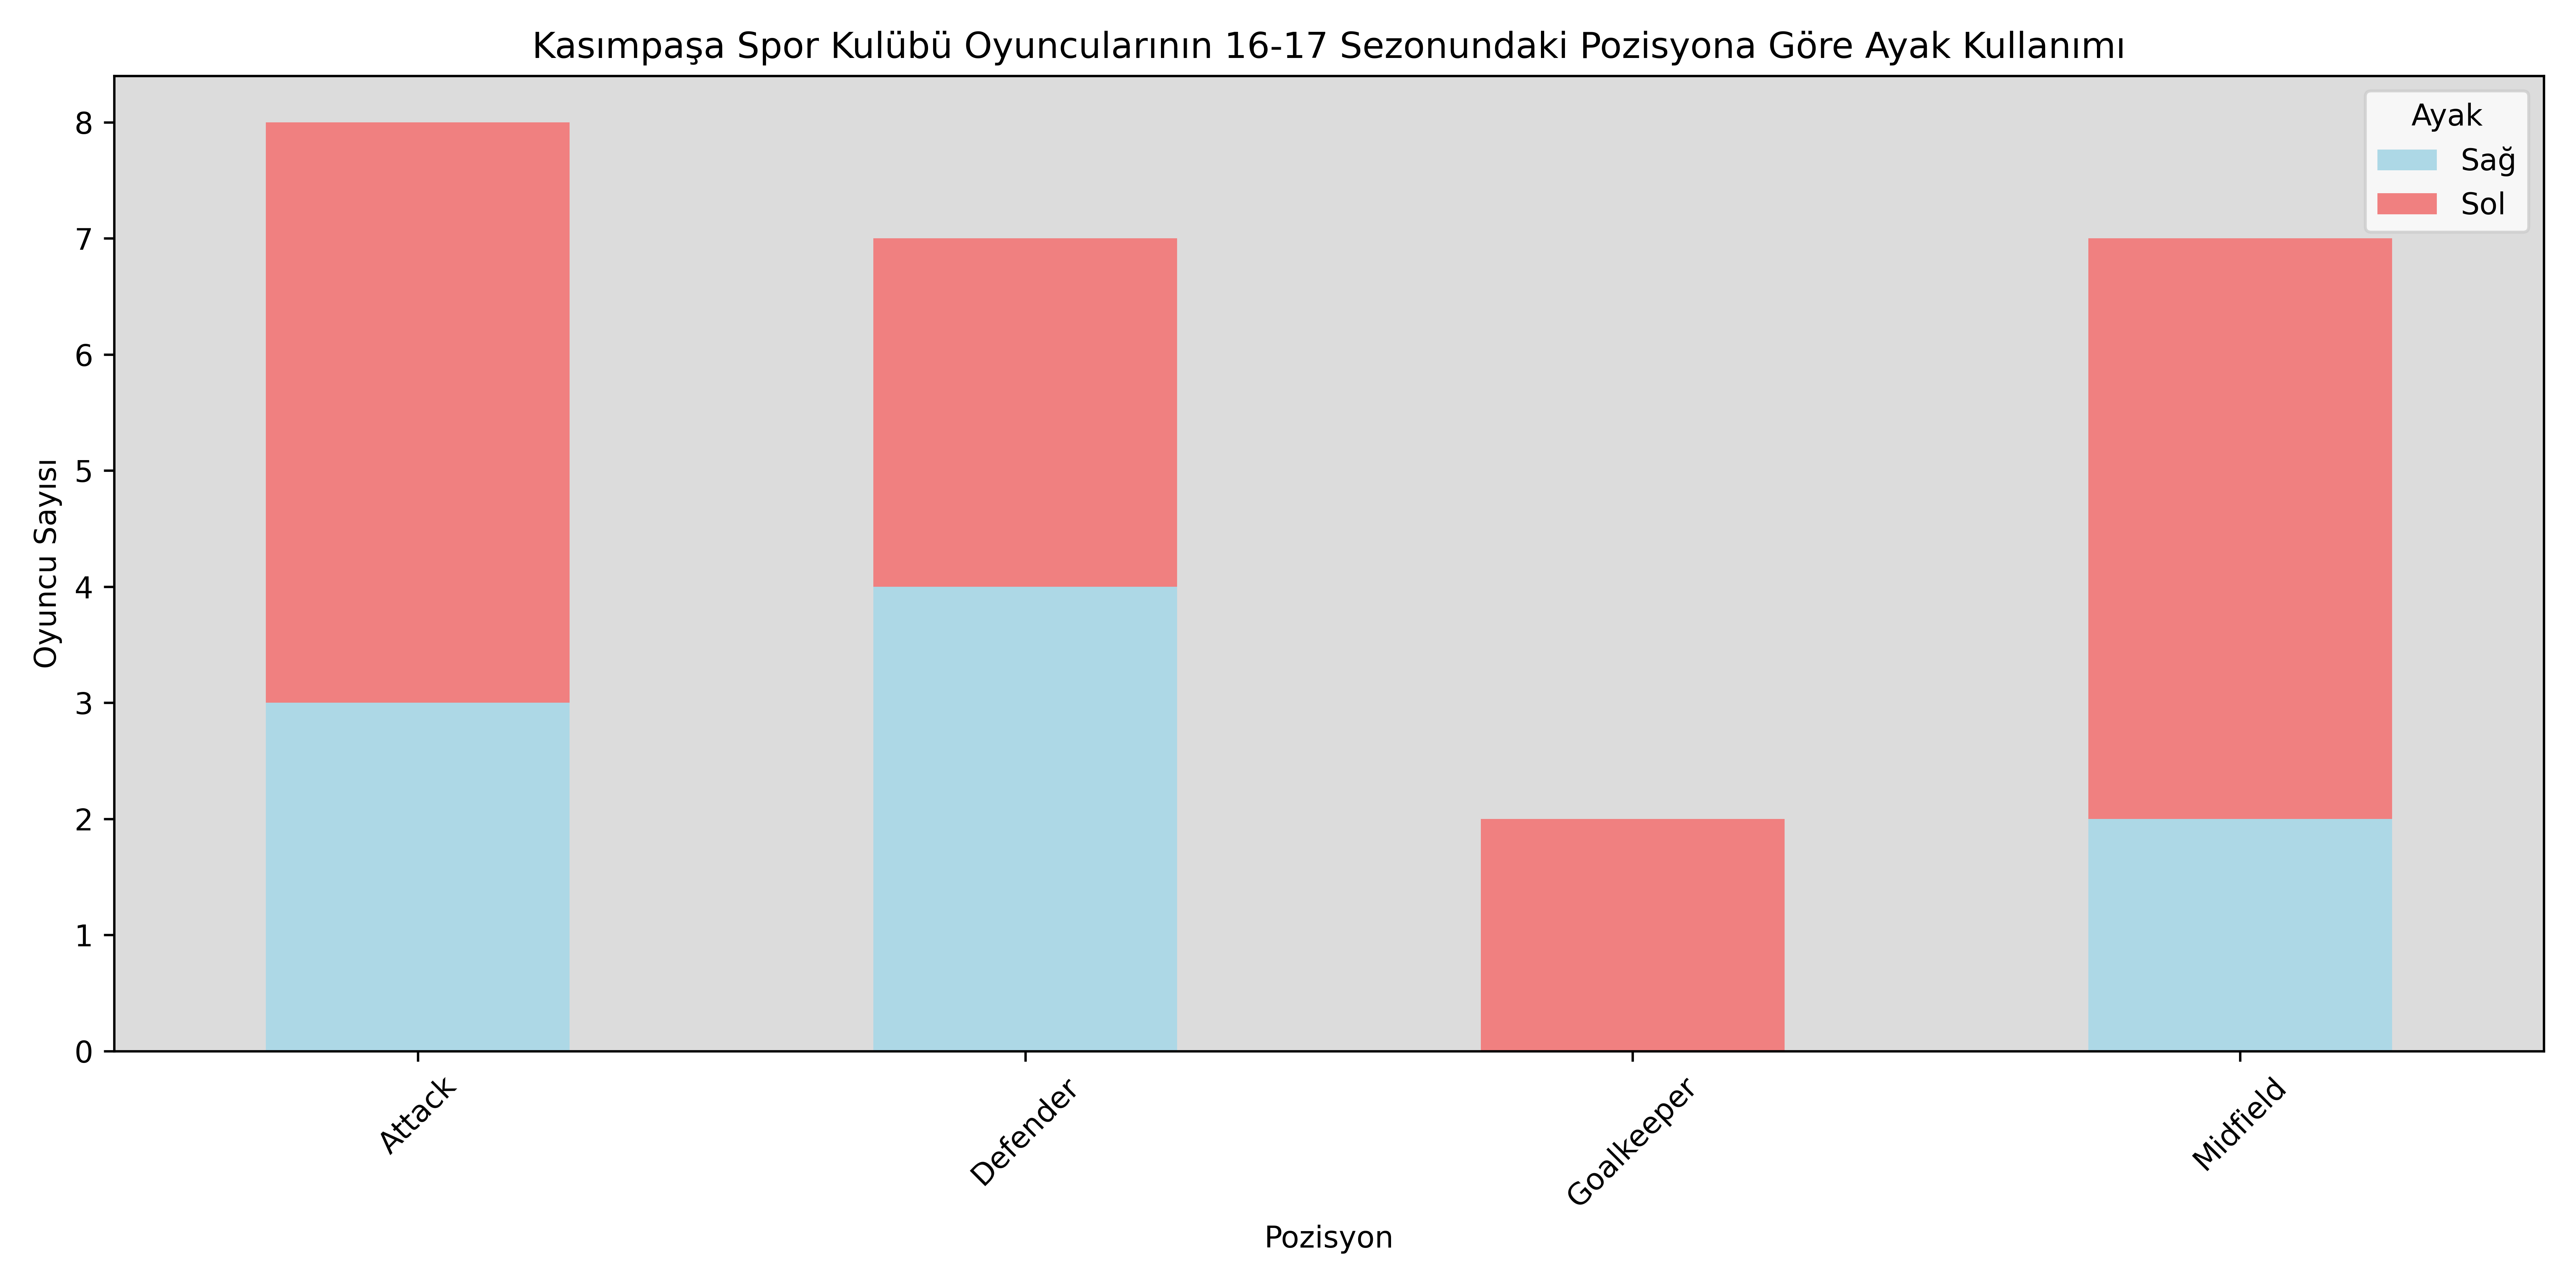 Kasımpaşa Spor Kulübü Oyuncularının 16-17 Sezonundaki Pozisyona Göre Ayak Kullanımı
Ayak
Sağ
Sol
Oyuncu Sayısı
8
7
6
5
4
3
2
1
0
Attack
Defender
Goalkeeper
Midfield
Pozisyon